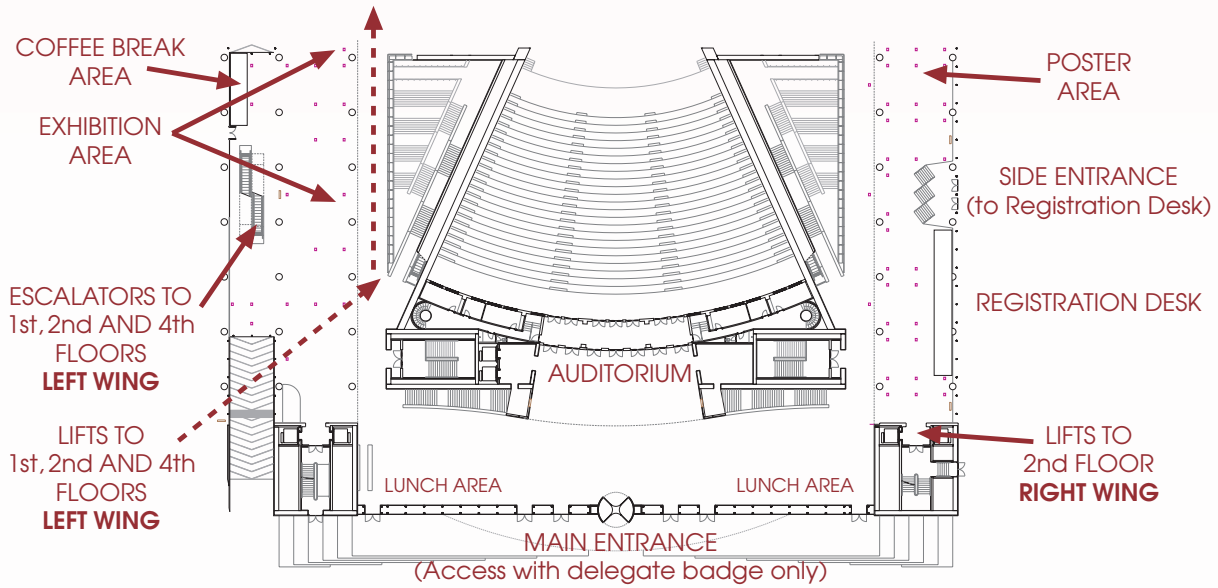 COFFEE BREAK
AREA
EXHIBITION
AREA
ESCALATORS TO
1st, 2nd AND 4th
FLOORS
LEFT WING
LIFTS TO
1st, 2nd AND 4th
FLOORS
LEFT WING
AUDITORIUM
LUNCH AREA
LUNCH AREA
MAIN ENTRANCE
(Access with delegate badge only)
POSTER
AREA
SIDE ENTRANCE
(to Registration Desk)
REGISTRATION DESK
LIFTS TO
2nd FLOOR
RIGHT WING